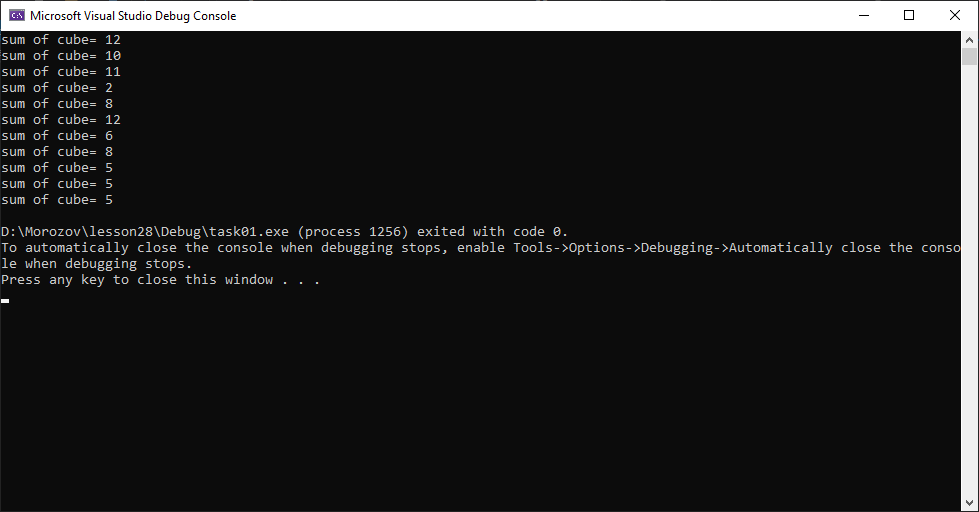 Microsoft Visual Studio Debug Console
sum of cube= 12
sum of cube= 10
sum of cube= 11
sum of cube= 2
sum of cube= 8
sum of cube= 12
sum of cube= 6
sum of cube= 8
sum of cube= 5
sum of cube= 5
sum of cube= 5
D:\Morozov\lesson28\Debug\task01.exe (process 1256) exited with code 0.
To automatically close the console when debugging stops, enable Tools->Options->Debugging->Automatically close the conso
le when debugging stops.
Press any key to close this window . . .